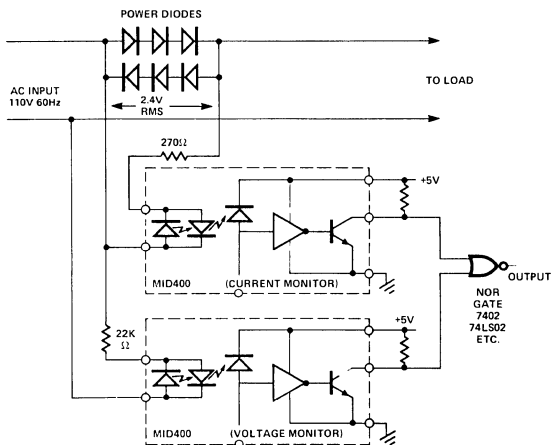 POWER DIODES
AC INPUT
110V 60Hz
2.4V
RMS
TO LOAD
270Ω
+5V
MID400
(CURRENT MONITOR)
OUTPUT
NOR
GATE
7402
74LS02
ETC.
22K
Ω
+5V
MID400
(VOLTAGE MONITOR)